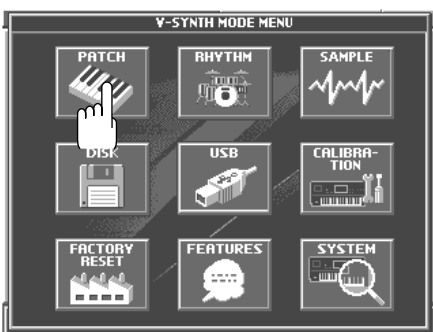 V-SYNTH MODE MENU
PATCH
RHYTHM
SAMPLE
DISK
USB
CALIBRA-
TION
FACTORY
RESET
FEATURES
SYSTEM